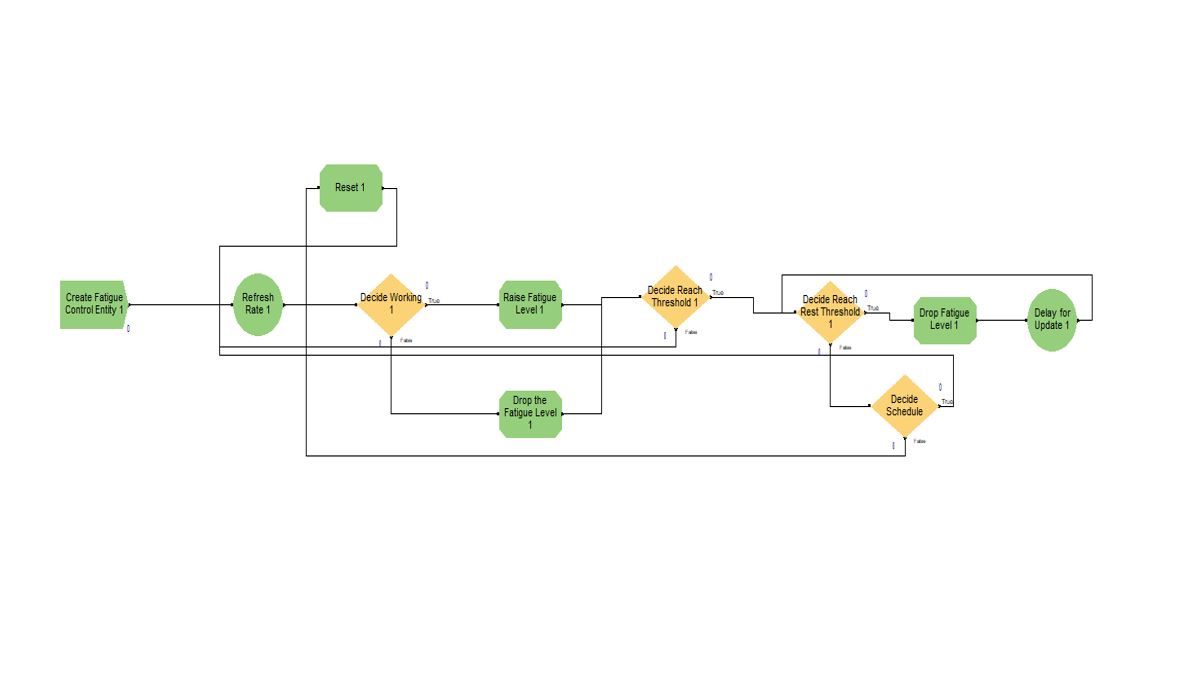 Reset 1
Create Fatigue
Control Entity 1
0
Refresh
Rate 1
Decide Working
1
0
True
0
False
Raise Fatigue
Level 1
Drop the
Fatigue Level
1
Decide Reach
Threshold 1
0
True
0
False
Decide Reach
Rest Threshold
1
0
True
0
False
Drop Fatigue
Level 1
Delay for
Update 1
Decide
Schedule
0
True
0
False